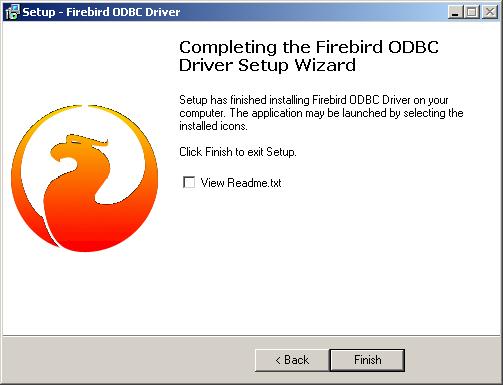 Setup - Firebird ODBC Driver
Completing the Firebird ODBC
Driver Setup Wizard
Setup has finished installing Firebird ODBC Driver on your
computer. The application may be launched by selecting the
installed icons.
Click Finish to exit Setup.
View Readme.txt
< Back
Finish